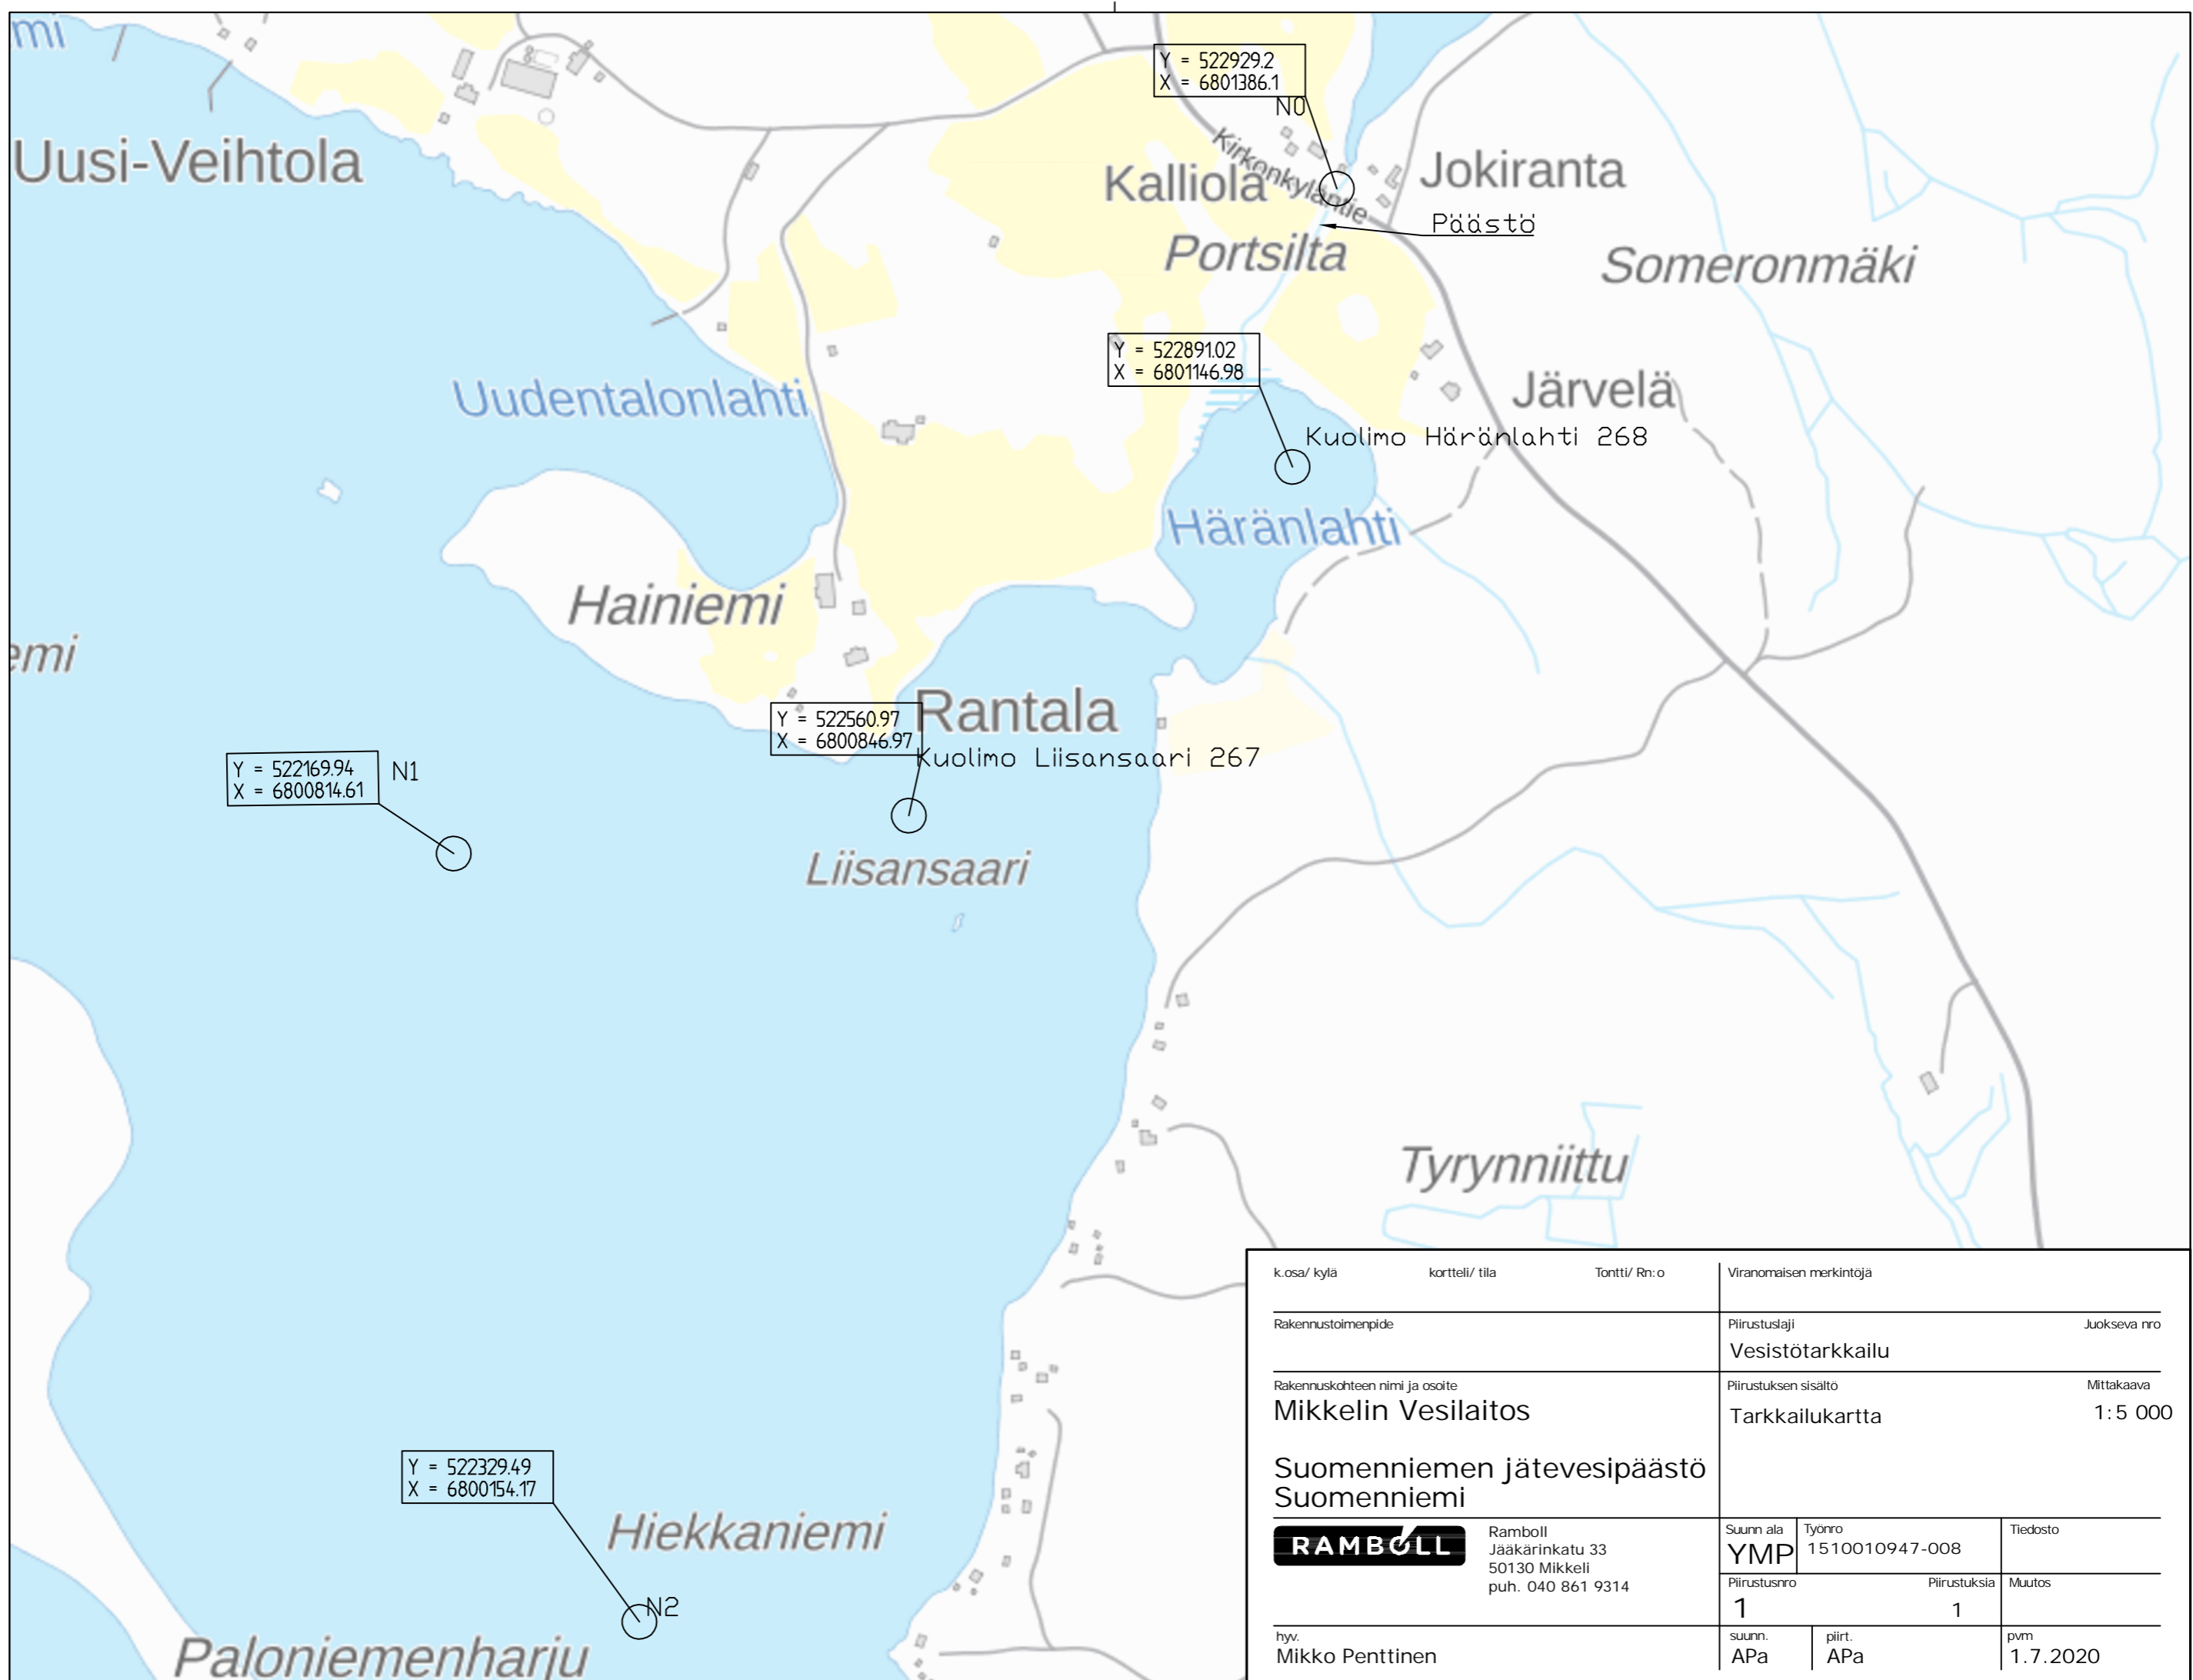 mi
Y = 522929.2
X = 6801386.1
N0
Uusi-Veihtola
Kirkonkyläntie
Kalliola
Jokiranta
Päästö
Portsilta
Someronmäki
Y = 522891.02
X = 6801146.98
Uudentalonlahti
Järvelä
Kuolimo Häränlahti 268
Häränlahti
Hainiemi
emi
Y = 522560.97
X = 6800846.97
Rantala
Kuolimo Liisansaari 267
Y = 522169.94
X = 6800814.61
N1
Liisansaari
Tyrynniittu
Y = 522329.49
X = 6800154.17
Hiekkaniemi
N2
Paloniemenharju
k.osa/ kylä kortteli/ tila Tontti/ Rn:o Viranomaisen merkintöjä
Rakennustoimenpide Piirustuslaji Juokseva nro
Vesistötarkkailu
Rakennuskohteen nimi ja osoite Piirustuksen sisältö Mittakaava
Mikkelin Vesilaitos Tarkkailukartta 1:5 000
Suomenniemen jätevesipäästö
Suomenniemi
RAMBOLL
Ramboll
Jääkärinkatu 33
50130 Mikkeli
puh. 040 861 9314
Suunn ala Työnro Tiedosto
YMP 1510010947-008
Piirustusnro Piirustuksia Muutos
1 1
hyv. suunn. piirt. pvm
Mikko Penttinen APa APa 1.7.2020